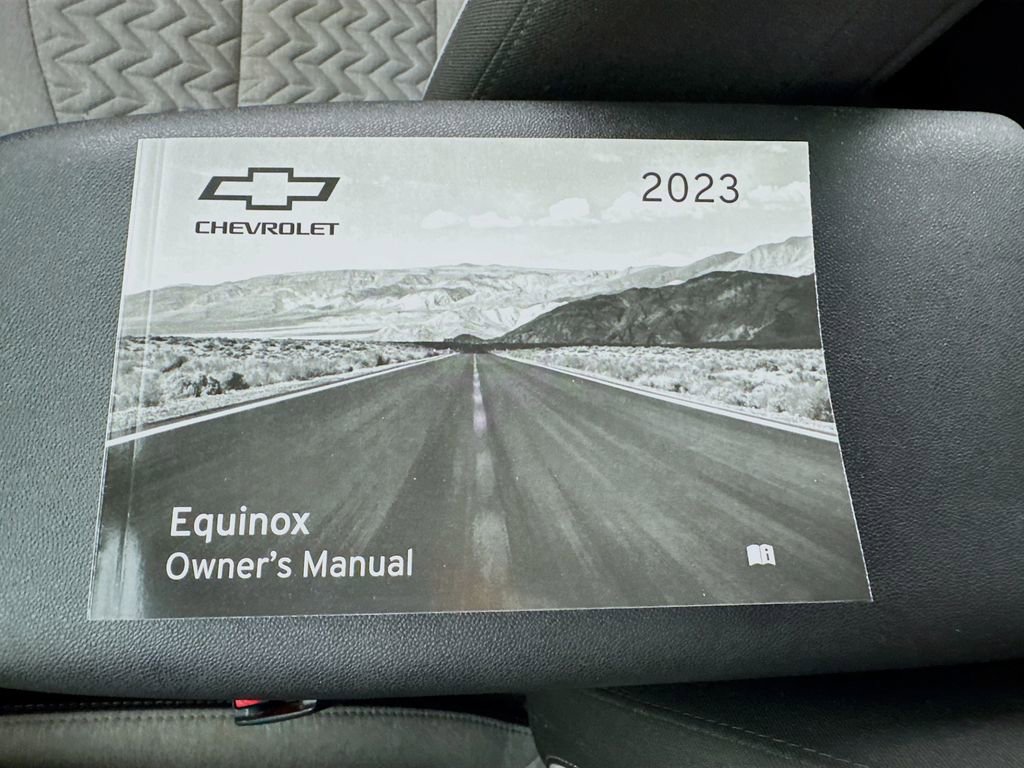 CHEVROLET
2023
Equinox
Owner's Manual